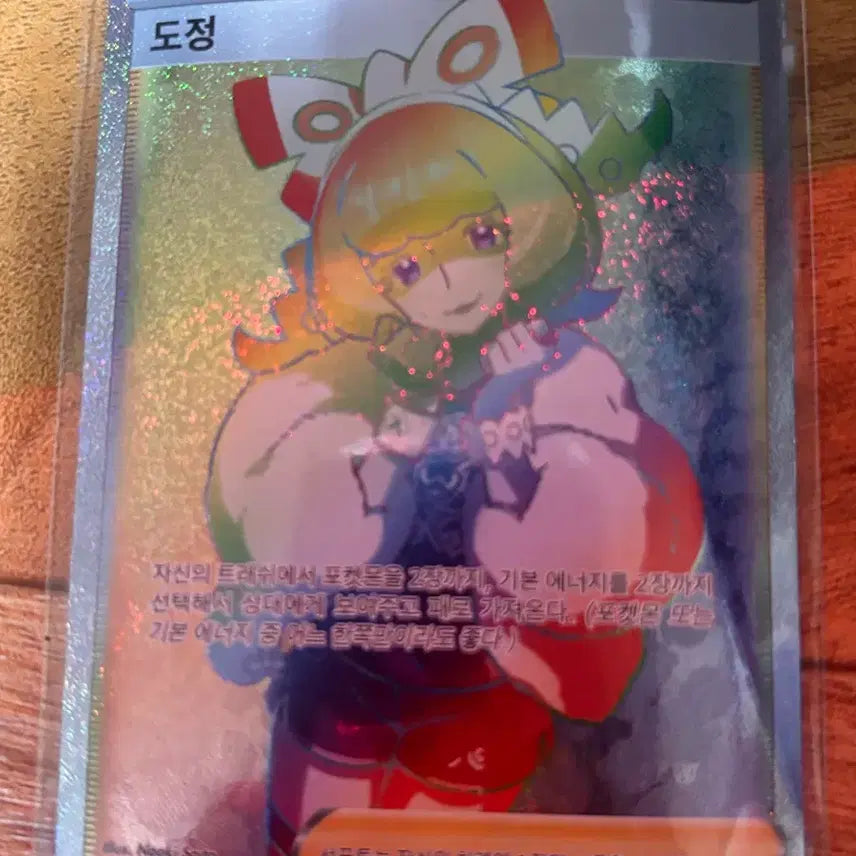 도정
자신의 트래쉬에서 포켓몬을 2장까지, 기본 에너지를 2장까지
선택해서 상대에게 보여주고 패로 가져온다. (포켓몬 또는
기본 에너지 중 어느 한쪽만이라도 좋다.)
Illus.